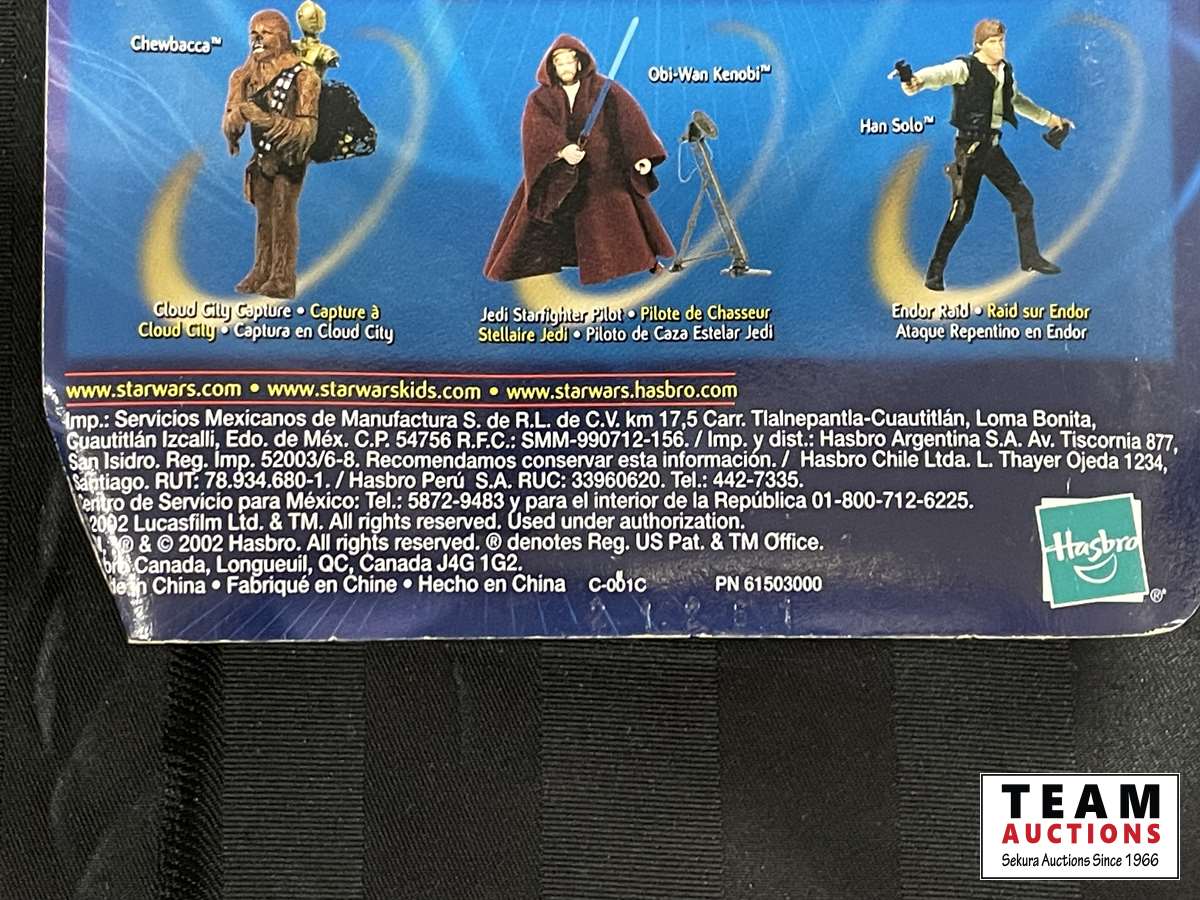 Chewbacca™
Obi-Wan Kenobi™
Han Solo™
Cloud City Capture • Capture à
Cloud City • Captura en Cloud City
Jedi Starfighter Pilot • Pilote de Chasseur
Stellaire Jedi • Piloto de Caza Estelar Jedi
Endor Raid • Raid sur Endor
Ataque Repentino en Endor
www.starwars.com • www.starwarskids.com • www.starwars.hasbro.com
Imp.: Servicios Mexicanos de Manufactura S. de R.L. de C.V. km 17,5 Carr. Tlalnepantla-Cuautitlán, Loma Bonita,
Cuautitlán Izcalli, Edo. de Méx. C.P. 54756 R.F.C.: SMM-990712-156. / Imp. y dist.: Hasbro Argentina S.A. Av. Tiscornia 877,
San Isidro. Reg. Imp. 52003/6-8. Recomendamos conservar esta información. / Hasbro Chile Ltda. L. Thayer Ojeda 1234,
Santiago. RUT: 78.934.680-1. / Hasbro Perú S.A. RUC: 33960620. Tel.: 442-7335.
Centro de Servicio para México: Tel.: 5872-9483 y para el interior de la República 01-800-712-6225.
2002 Lucasfilm Ltd. & TM. All rights reserved. Used under authorization.
® & © 2002 Hasbro. All rights reserved. ® denotes Reg. US Pat. & TM Office.
Canada, Longueuil, QC, Canada J4G 1G2.
in China • Fabriqué en Chine • Hecho en China C-001C PN 61503000
Hasbro
®
TEAM
AUCTIONS
Sekura Auctions Since 1966